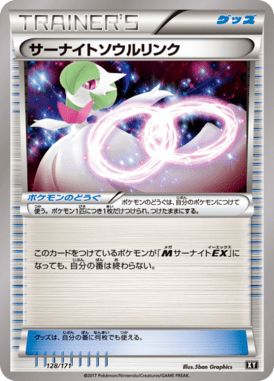 TRAINER'S
グッズ
サーナイトソウルリンク
ポケモンのどうぐ
ポケモンのどうぐは、自分のポケモンにつけて
使う。ポケモン1匹につき1枚だけつけられ、つけたままにする。
このカードをつけているポケモンが「MサーナイトEX」に
なっても、自分の番は終わらない。
グッズは、自分の番に何枚でも使える。
128/171
Illus.5ban Graphics
XY
©2017 Pokémon/Nintendo/Creatures/GAME FREAK.